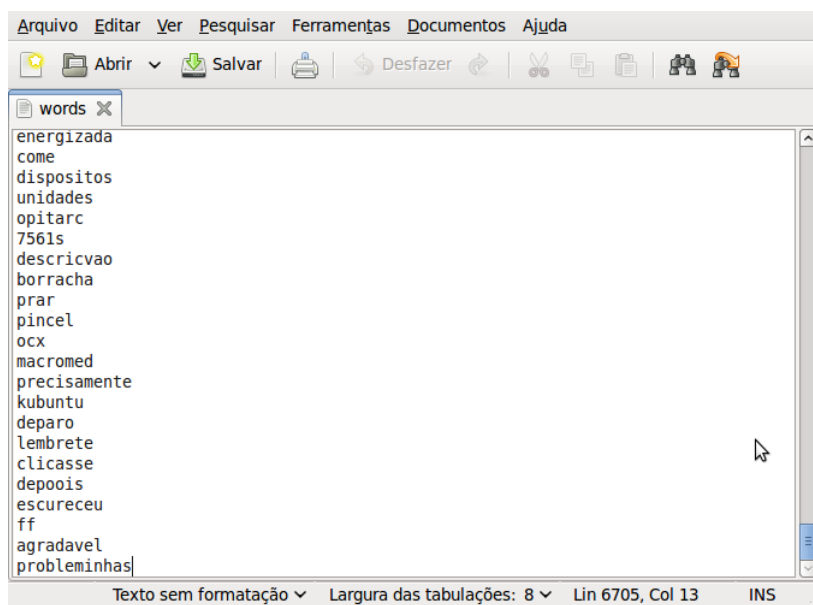 Arquivo Editar Ver Pesquisar Ferramentas Documentos Ajuda
Abrir Salvar Desfazer
words
energizada
come
dispositos
unidades
opitarc
7561s
descricvao
borracha
prar
pincel
ocx
macromed
precisamente
kubuntu
deparo
lembrete
clicasse
depoois
escureceu
ff
agradavel
probleminhas
Texto sem formatação Largura das tabulações: 8 Lin 6705, Col 13 INS